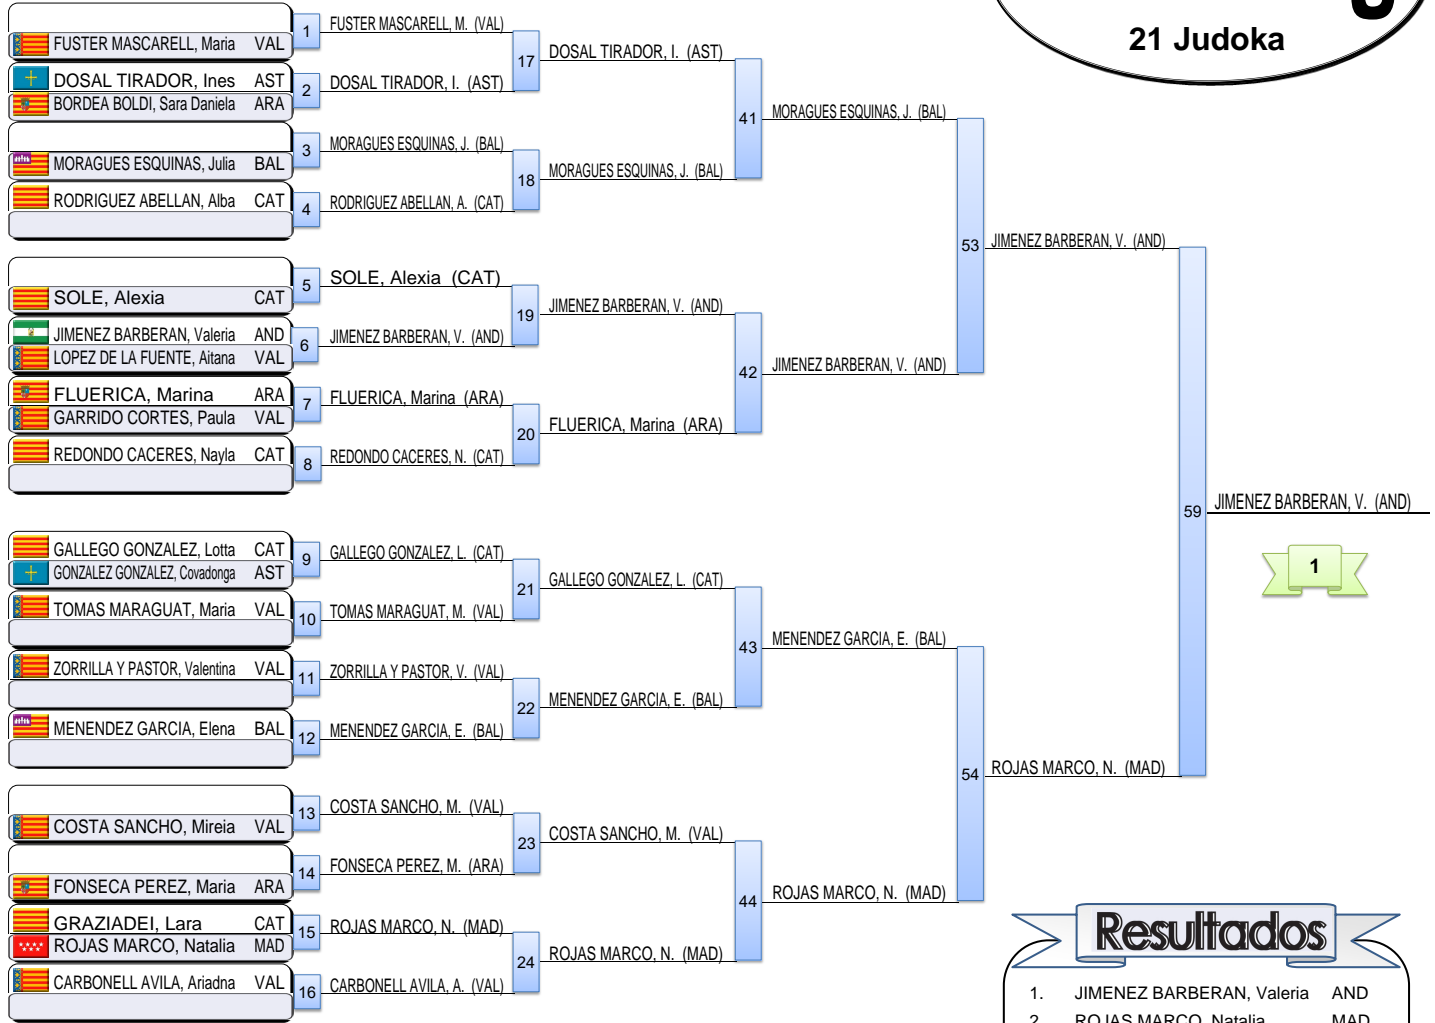 21 Judoka
FUSTER MASCARELL, Maria VAL
DOSAL TIRADOR, Ines AST
BORDEA BOLDI, Sara Daniela ARA
MORAGUES ESQUINAS, Julia BAL
RODRIGUEZ ABELLAN, Alba CAT
SOLE, Alexia CAT
JIMENEZ BARBERAN, Valeria AND
LOPEZ DE LA FUENTE, Aitana VAL
FLUERICA, Marina ARA
GARRIDO CORTES, Paula VAL
REDONDO CACERES, Nayla CAT
GALLEGO GONZALEZ, Lotta CAT
GONZALEZ GONZALEZ, Covadonga AST
TOMAS MARAGUAT, Maria VAL
ZORRILLA Y PASTOR, Valentina VAL
MENENDEZ GARCIA, Elena BAL
COSTA SANCHO, Mireia VAL
FONSECA PEREZ, Maria ARA
GRAZIADEI, Lara CAT
ROJAS MARCO, Natalia MAD
CARBONELL AVILA, Ariadna VAL
1 FUSTER MASCARELL, M. (VAL)
2 DOSAL TIRADOR, I. (AST)
3 MORAGUES ESQUINAS, J. (BAL)
4 RODRIGUEZ ABELLAN, A. (CAT)
5 SOLE, Alexia (CAT)
6 JIMENEZ BARBERAN, V. (AND)
7 FLUERICA, Marina (ARA)
8 REDONDO CACERES, N. (CAT)
9 GALLEGO GONZALEZ, L. (CAT)
10 TOMAS MARAGUAT, M. (VAL)
11 ZORRILLA Y PASTOR, V. (VAL)
12 MENENDEZ GARCIA, E. (BAL)
13 COSTA SANCHO, M. (VAL)
14 FONSECA PEREZ, M. (ARA)
15 ROJAS MARCO, N. (MAD)
16 CARBONELL AVILA, A. (VAL)
17 DOSAL TIRADOR, I. (AST)
18 MORAGUES ESQUINAS, J. (BAL)
19 JIMENEZ BARBERAN, V. (AND)
20 FLUERICA, Marina (ARA)
21 GALLEGO GONZALEZ, L. (CAT)
22 MENENDEZ GARCIA, E. (BAL)
23 COSTA SANCHO, M. (VAL)
24 ROJAS MARCO, N. (MAD)
41 MORAGUES ESQUINAS, J. (BAL)
42 JIMENEZ BARBERAN, V. (AND)
43 MENENDEZ GARCIA, E. (BAL)
44 ROJAS MARCO, N. (MAD)
53 JIMENEZ BARBERAN, V. (AND)
54 ROJAS MARCO, N. (MAD)
59 JIMENEZ BARBERAN, V. (AND)
1
Resultados
1. JIMENEZ BARBERAN, Valeria AND
2. ROJAS MARCO, Natalia MAD